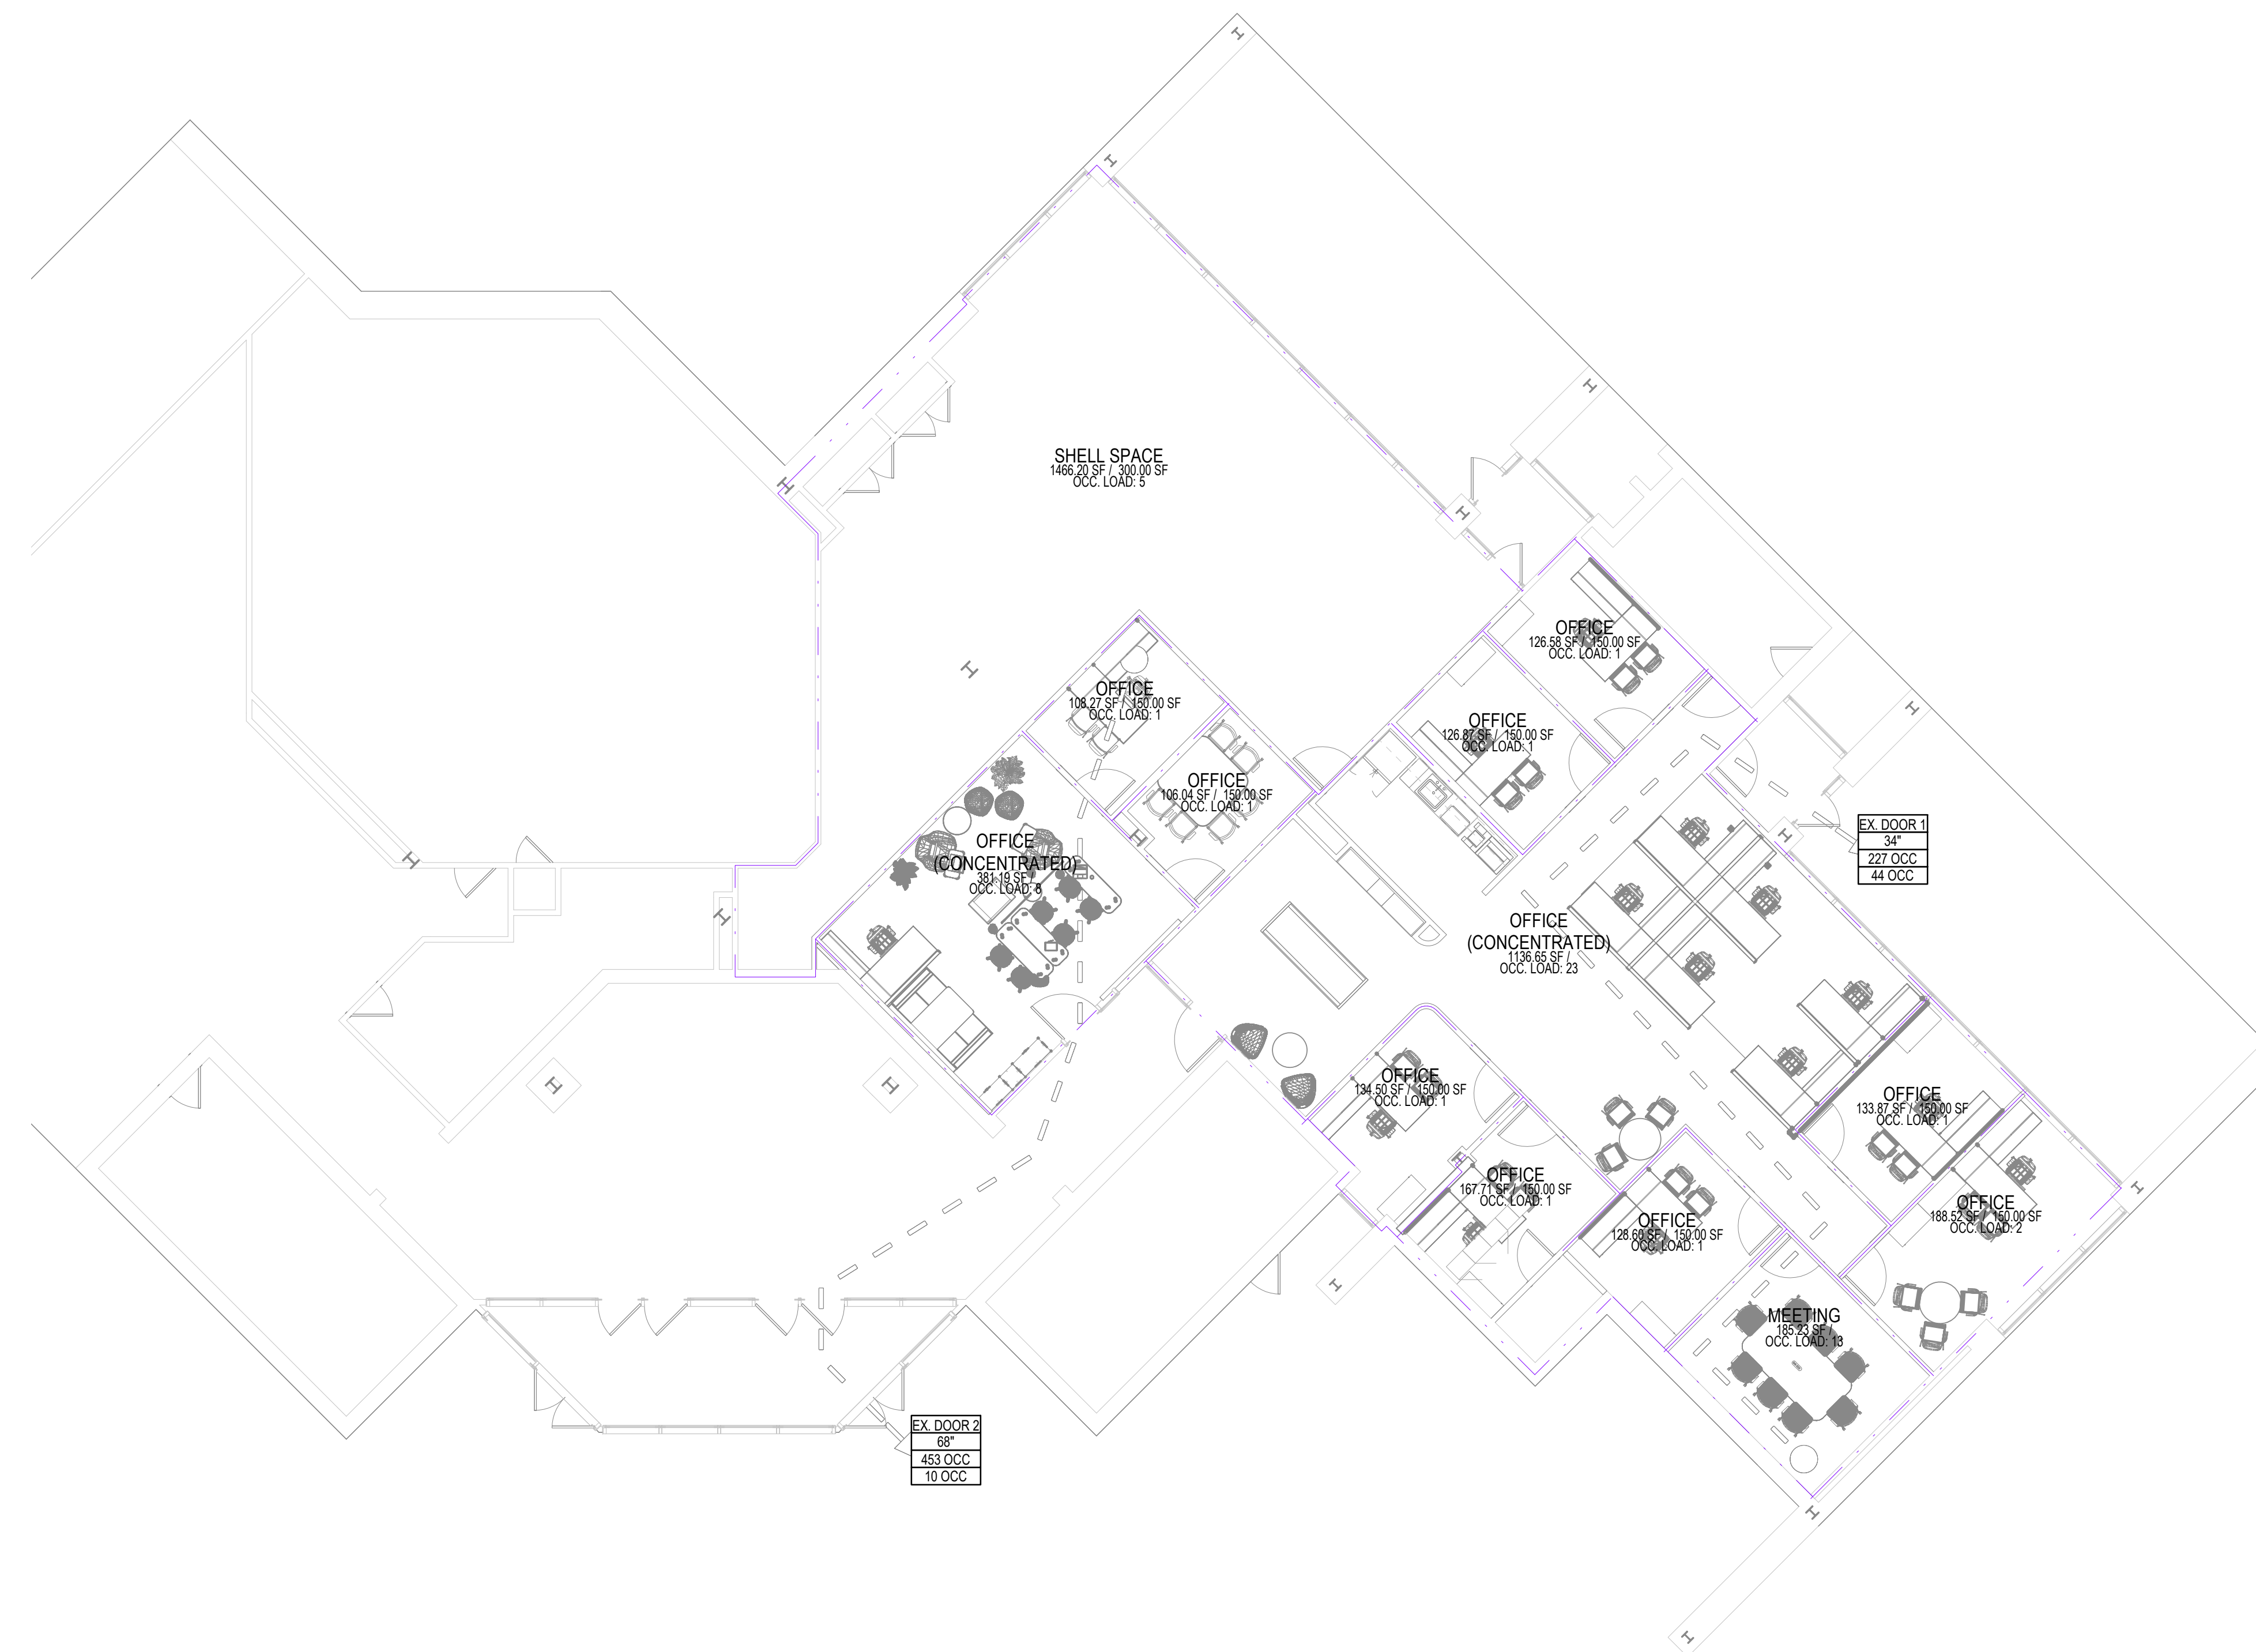 SHELL SPACE
1466.20 SF / 300.00 SF
OCC. LOAD: 5
OFFICE
126.58 SF / 150.00 SF
OCC. LOAD: 1
OFFICE
108.27 SF / 150.00 SF
OCC. LOAD: 1
OFFICE
126.87 SF / 150.00 SF
OCC. LOAD: 1
OFFICE
106.04 SF / 150.00 SF
OCC. LOAD: 1
OFFICE
(CONCENTRATED)
381.19 SF /
OCC. LOAD: 8
EX. DOOR 1
34"
227 OCC
44 OCC
OFFICE
(CONCENTRATED)
1136.65 SF /
OCC. LOAD: 23
OFFICE
134.50 SF / 150.00 SF
OCC. LOAD: 1
OFFICE
133.87 SF / 150.00 SF
OCC. LOAD: 1
OFFICE
167.71 SF / 150.00 SF
OCC. LOAD: 1
OFFICE
188.52 SF / 150.00 SF
OCC. LOAD: 2
OFFICE
128.60 SF / 150.00 SF
OCC. LOAD: 1
MEETING
185.23 SF /
OCC. LOAD: 13
EX. DOOR 2
68"
453 OCC
10 OCC